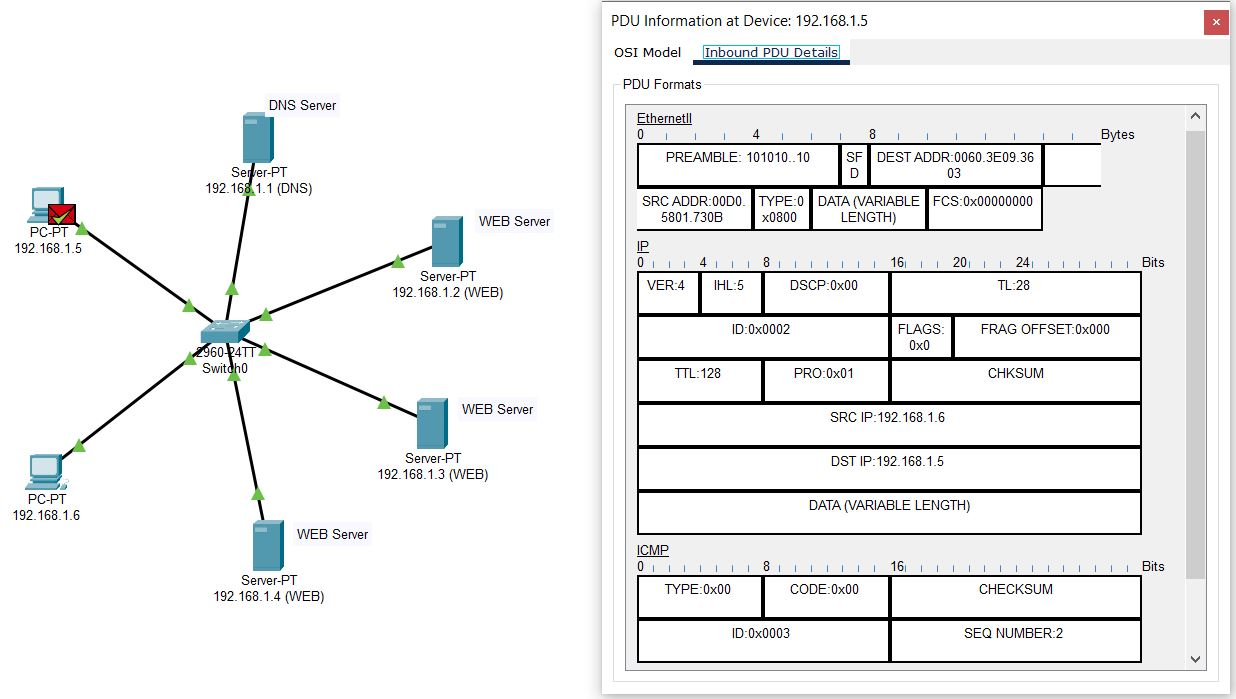 DNS Server
Server-PT
192.168.1.1 (DNS)
PC-PT
192.168.1.5
WEB Server
Server-PT
192.168.1.2 (WEB)
2960-24TT
Switch0
WEB Server
Server-PT
192.168.1.3 (WEB)
PC-PT
192.168.1.6
WEB Server
Server-PT
192.168.1.4 (WEB)
PDU Information at Device: 192.168.1.5
OSI Model Inbound PDU Details
PDU Formats
EthernetII
0 4 8 Bytes
PREAMBLE: 101010..10
SF
D
DEST ADDR:0060.3E09.36
03
SRC ADDR:00D0.
5801.730B
TYPE:0
x0800
DATA (VARIABLE
LENGTH)
FCS:0x00000000
IP
0 4 8 16 20 24 Bits
VER:4 IHL:5 DSCP:0x00 TL:28
ID:0x0002
FLAGS:
0x0
FRAG OFFSET:0x000
TTL:128 PRO:0x01 CHKSUM
SRC IP:192.168.1.6
DST IP:192.168.1.5
DATA (VARIABLE LENGTH)
ICMP
0 8 16 Bits
TYPE:0x00 CODE:0x00 CHECKSUM
ID:0x0003 SEQ NUMBER:2